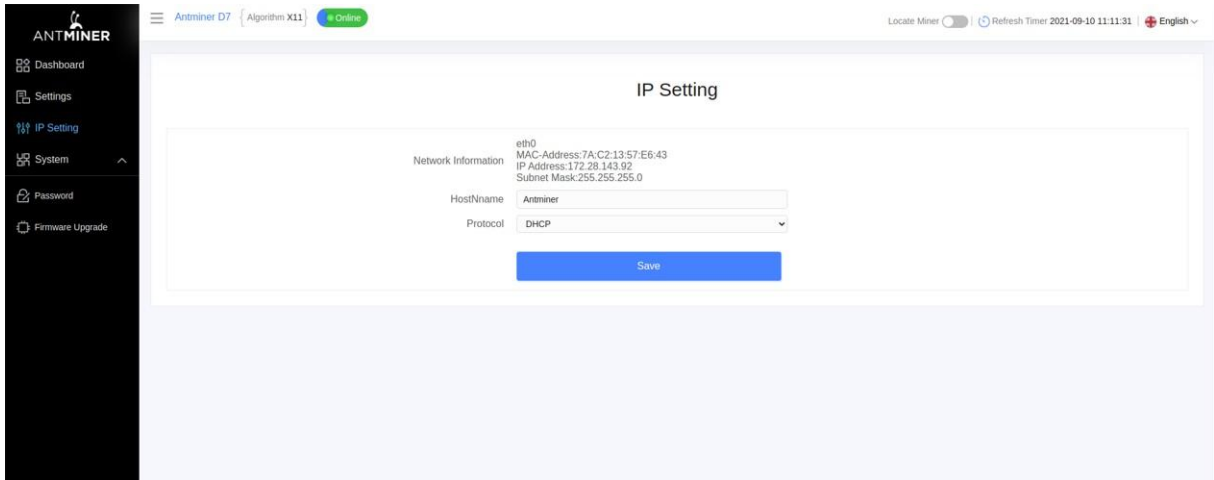 ANTMINER
Antminer D7 { Algorithm X11 } Online
Locate Miner | Refresh Timer 2021-09-10 11:11:31 | English
Dashboard
Settings
IP Setting
System
Password
Firmware Upgrade
IP Setting
Network Information
eth0
MAC-Address:7A:C2:13:57:E6:43
IP Address:172.28.143.92
Subnet Mask:255.255.255.0
HostNname Antminer
Protocol DHCP
Save